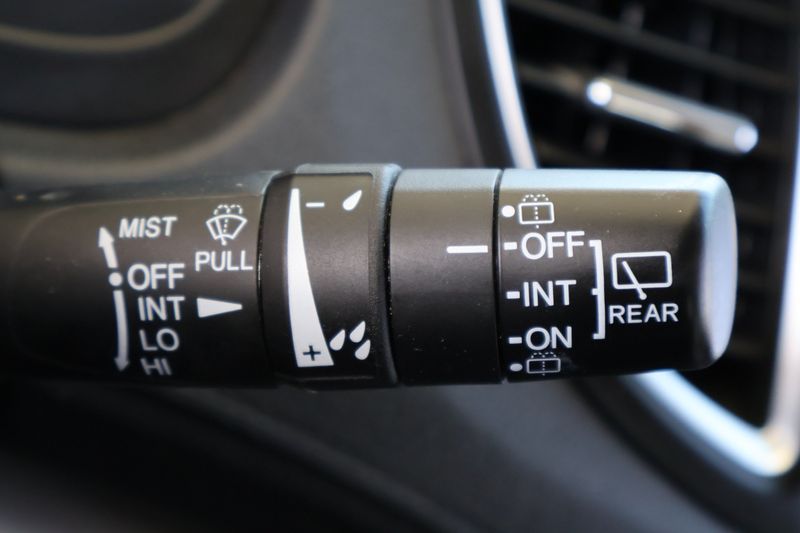 MIST
PULL
OFF
INT
LO
HI
- 
+
OFF
INT
ON
REAR